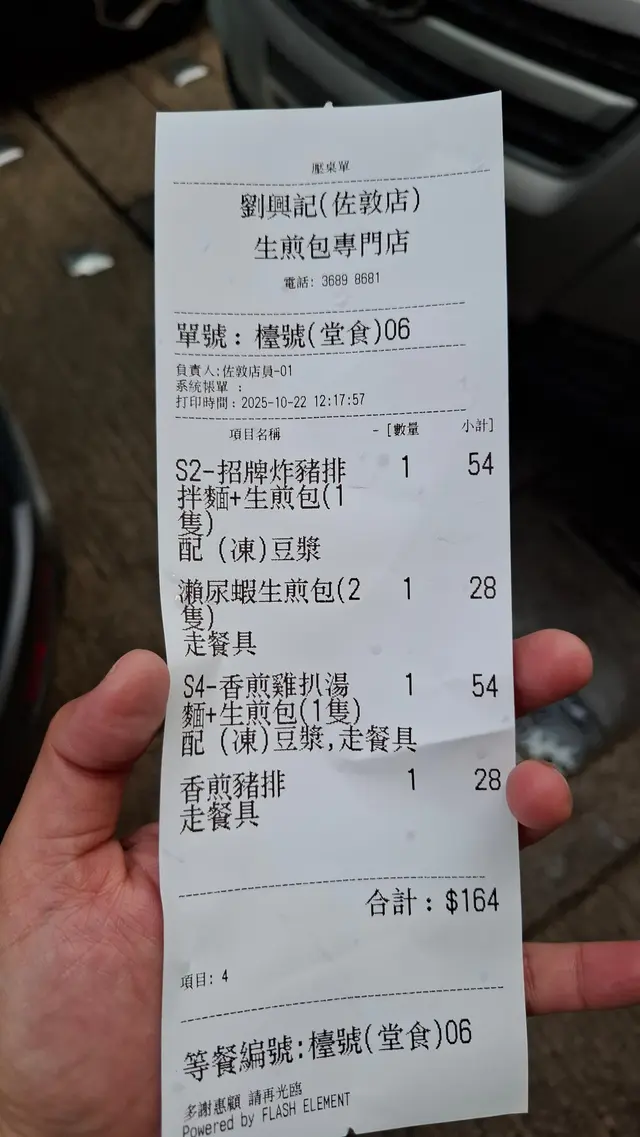 壓桌單
劉興記(佐敦店)
生煎包專門店
電話: 3689 8681
單號: 檯號(堂食)06
負責人:佐敦店員-01
系統帳單 :
打印時間:2025-10-22 12:17:57
項目名稱 -[數量 小計]
S2-招牌炸豬排 1 54
拌麵+生煎包(1
隻)
配 (凍)豆漿
瀨尿蝦生煎包(2 1 28
隻)
走餐具
S4-香煎雞扒湯 1 54
麵+生煎包(1隻)
配 (凍)豆漿,走餐具
香煎豬排 1 28
走餐具
合計: $164
項目: 4
等餐編號:檯號(堂食)06
多謝惠顧 請再光臨
Powered by FLASH ELEMENT